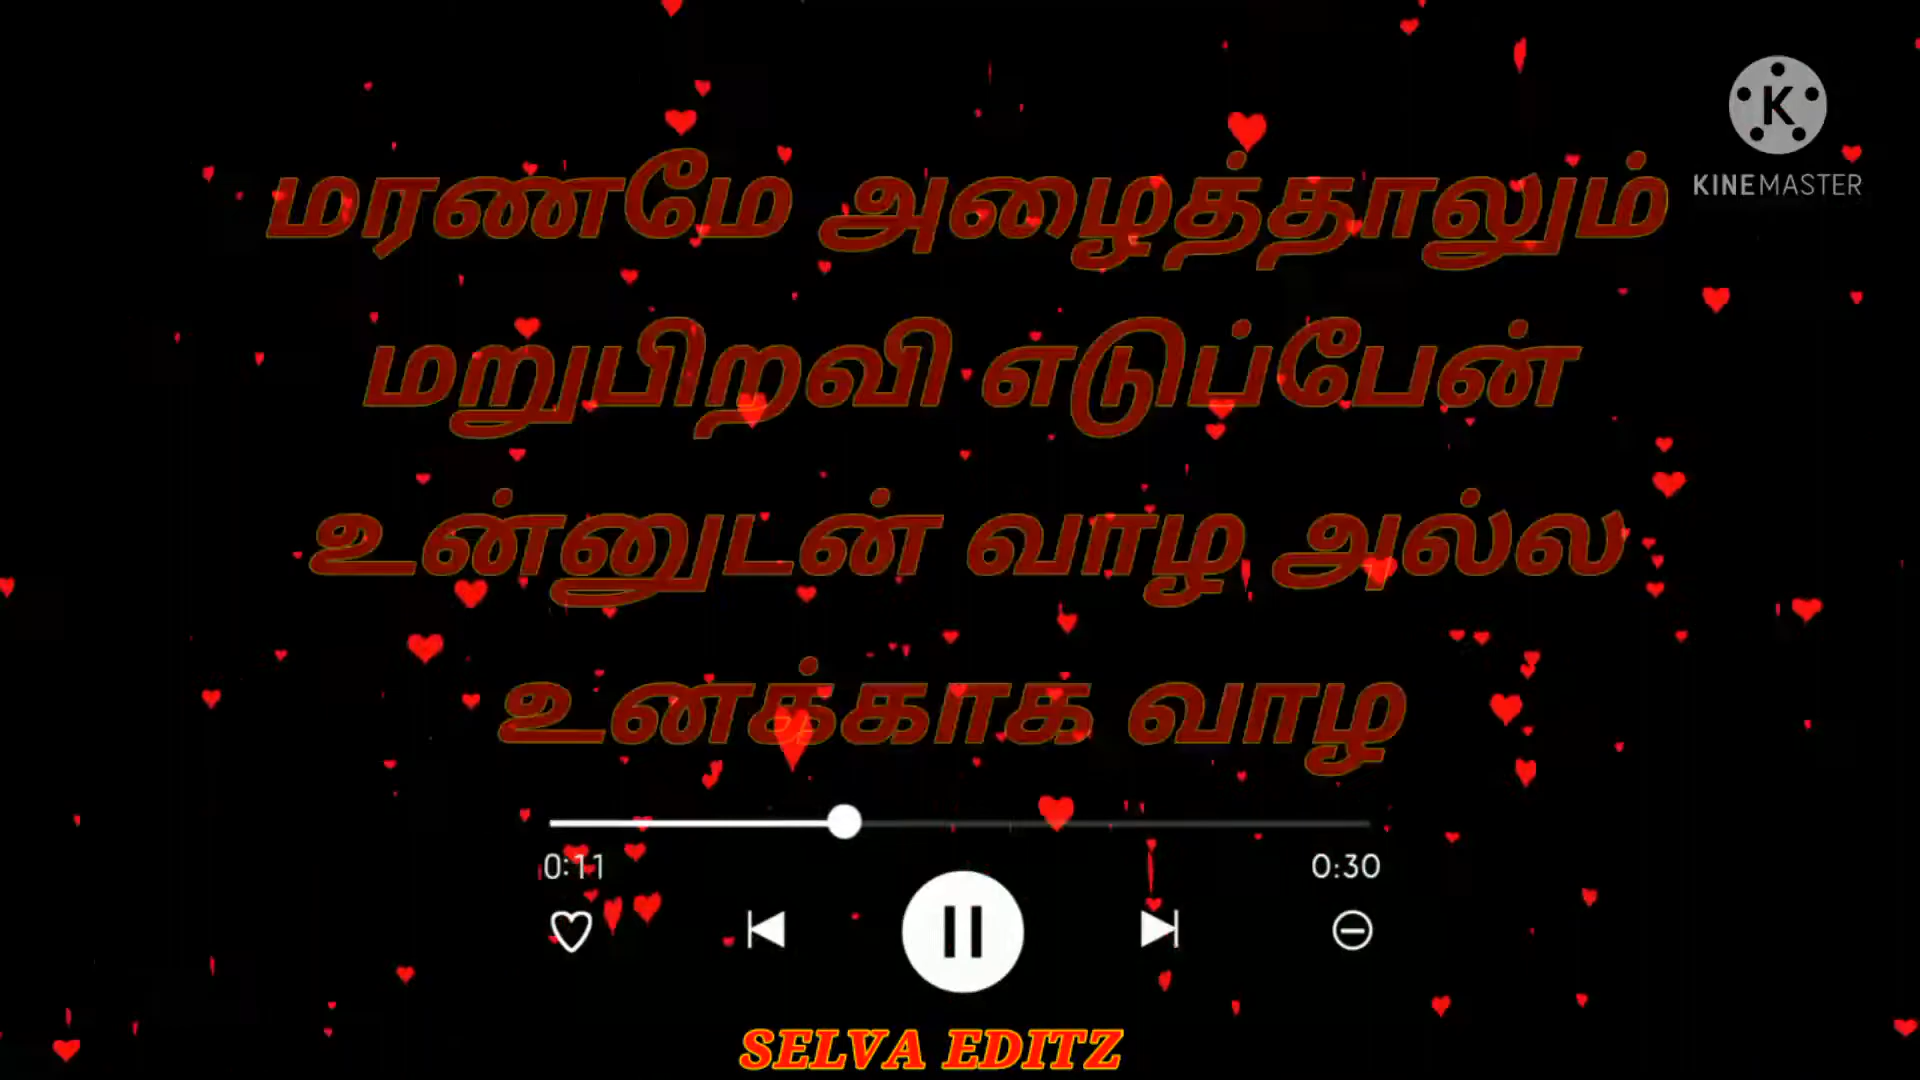 KINEMASTER
மரணமே அழைத்தாலும்
மறுபிறவி எடுப்பேன்
உன்னுடன் வாழ அல்ல
உனக்காக வாழ
0:11 0:30
SELVA EDITZ